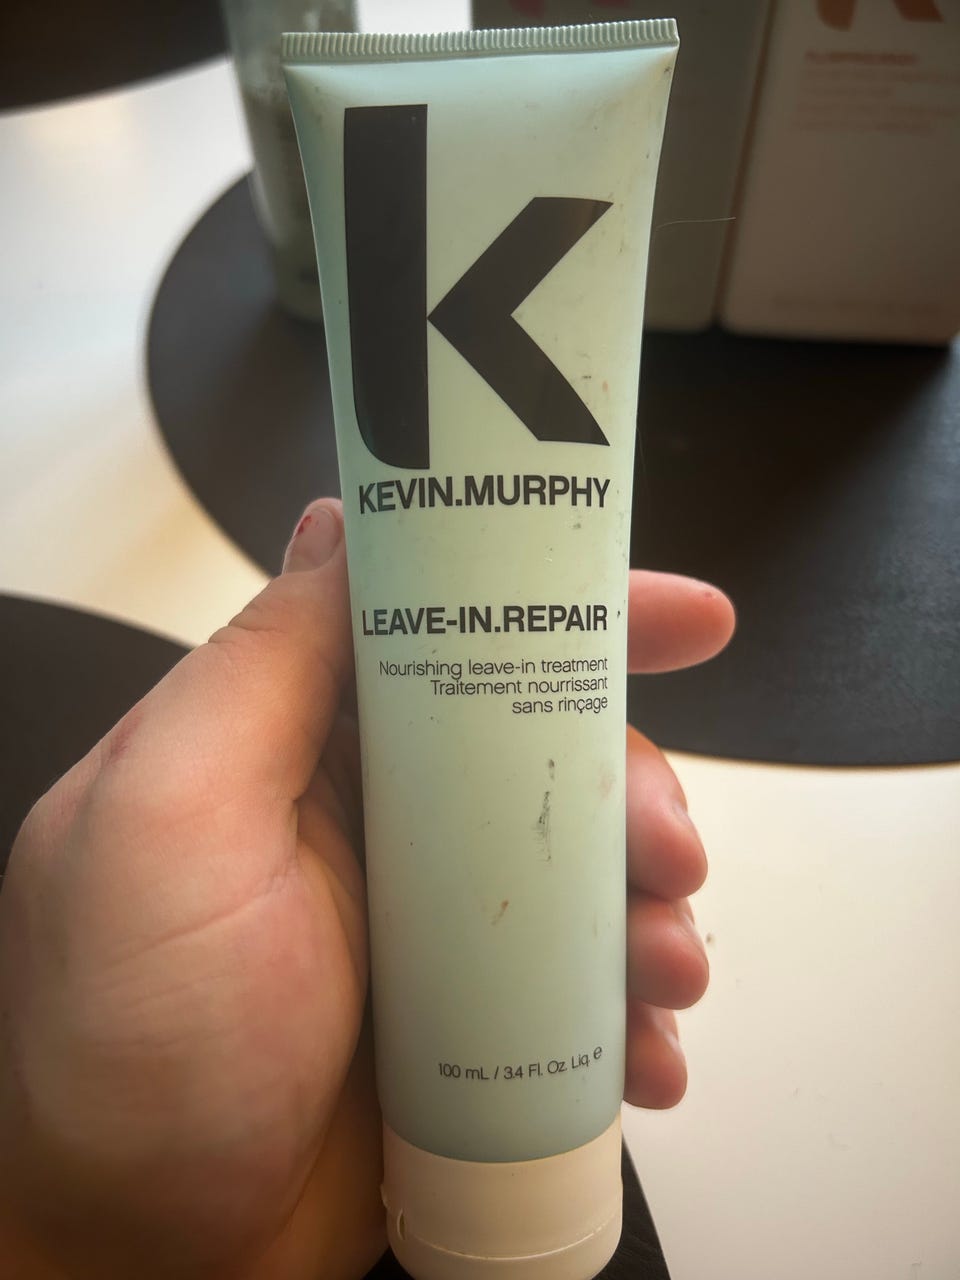 k
KEVIN.MURPHY
LEAVE-IN.REPAIR
Nourishing leave-in treatment
Traitement nourrissant
sans rinçage
100 mL / 3.4 Fl. Oz. Liq. ℮